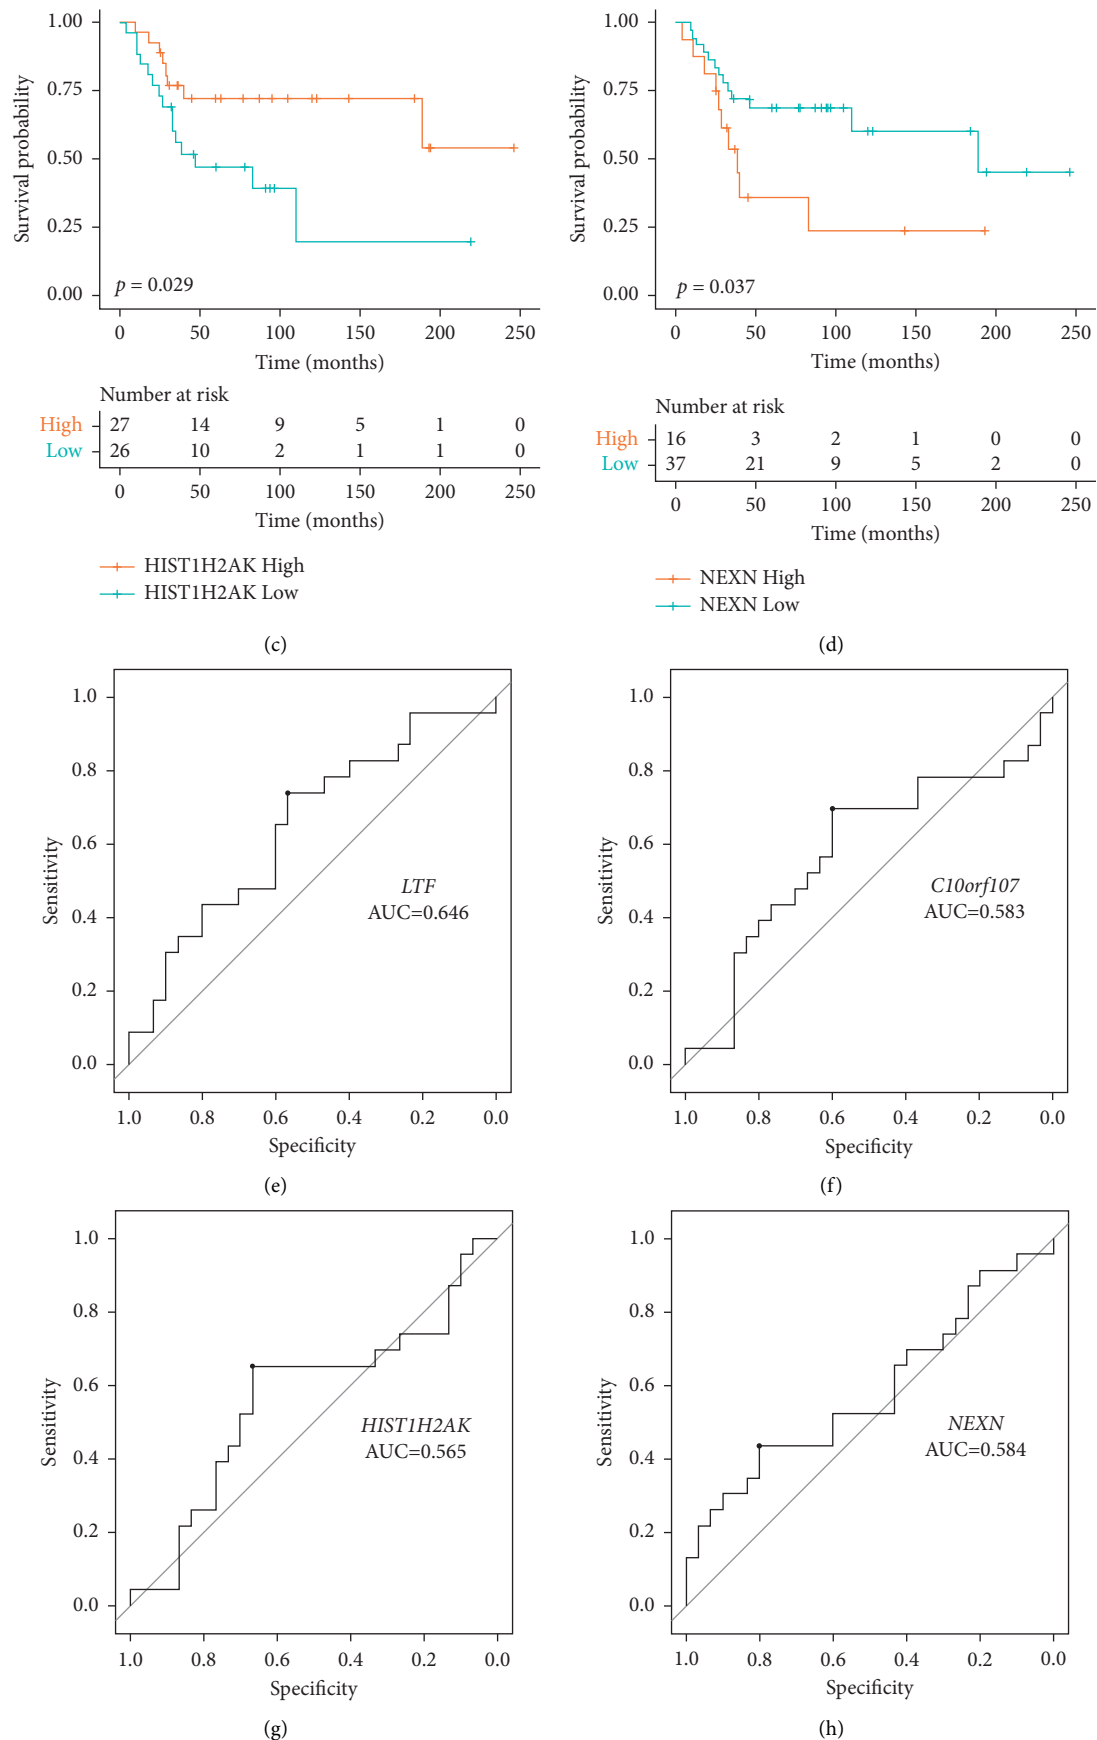 1.00
0.75
0.50
0.25
0.00
Survival probability
p = 0.029
0 50 100 150 200 250
Time (months)
Number at risk
High 27 14 9 5 1 0
Low 26 10 2 1 1 0
0 50 100 150 200 250
Time (months)
HIST1H2AK High
HIST1H2AK Low
(c)
1.00
0.75
0.50
0.25
0.00
Survival probability
p = 0.037
0 50 100 150 200 250
Time (months)
Number at risk
High 16 3 2 1 0 0
Low 37 21 9 5 2 0
0 50 100 150 200 250
Time (months)
NEXN High
NEXN Low
(d)
1.0
0.8
0.6
0.4
0.2
0.0
Sensitivity
LTF
AUC=0.646
1.0 0.8 0.6 0.4 0.2 0.0
Specificity
(e)
1.0
0.8
0.6
0.4
0.2
0.0
Sensitivity
C10orf107
AUC=0.583
1.0 0.8 0.6 0.4 0.2 0.0
Specificity
(f)
1.0
0.8
0.6
0.4
0.2
0.0
Sensitivity
HIST1H2AK
AUC=0.565
1.0 0.8 0.6 0.4 0.2 0.0
Specificity
(g)
1.0
0.8
0.6
0.4
0.2
0.0
Sensitivity
NEXN
AUC=0.584
1.0 0.8 0.6 0.4 0.2 0.0
Specificity
(h)